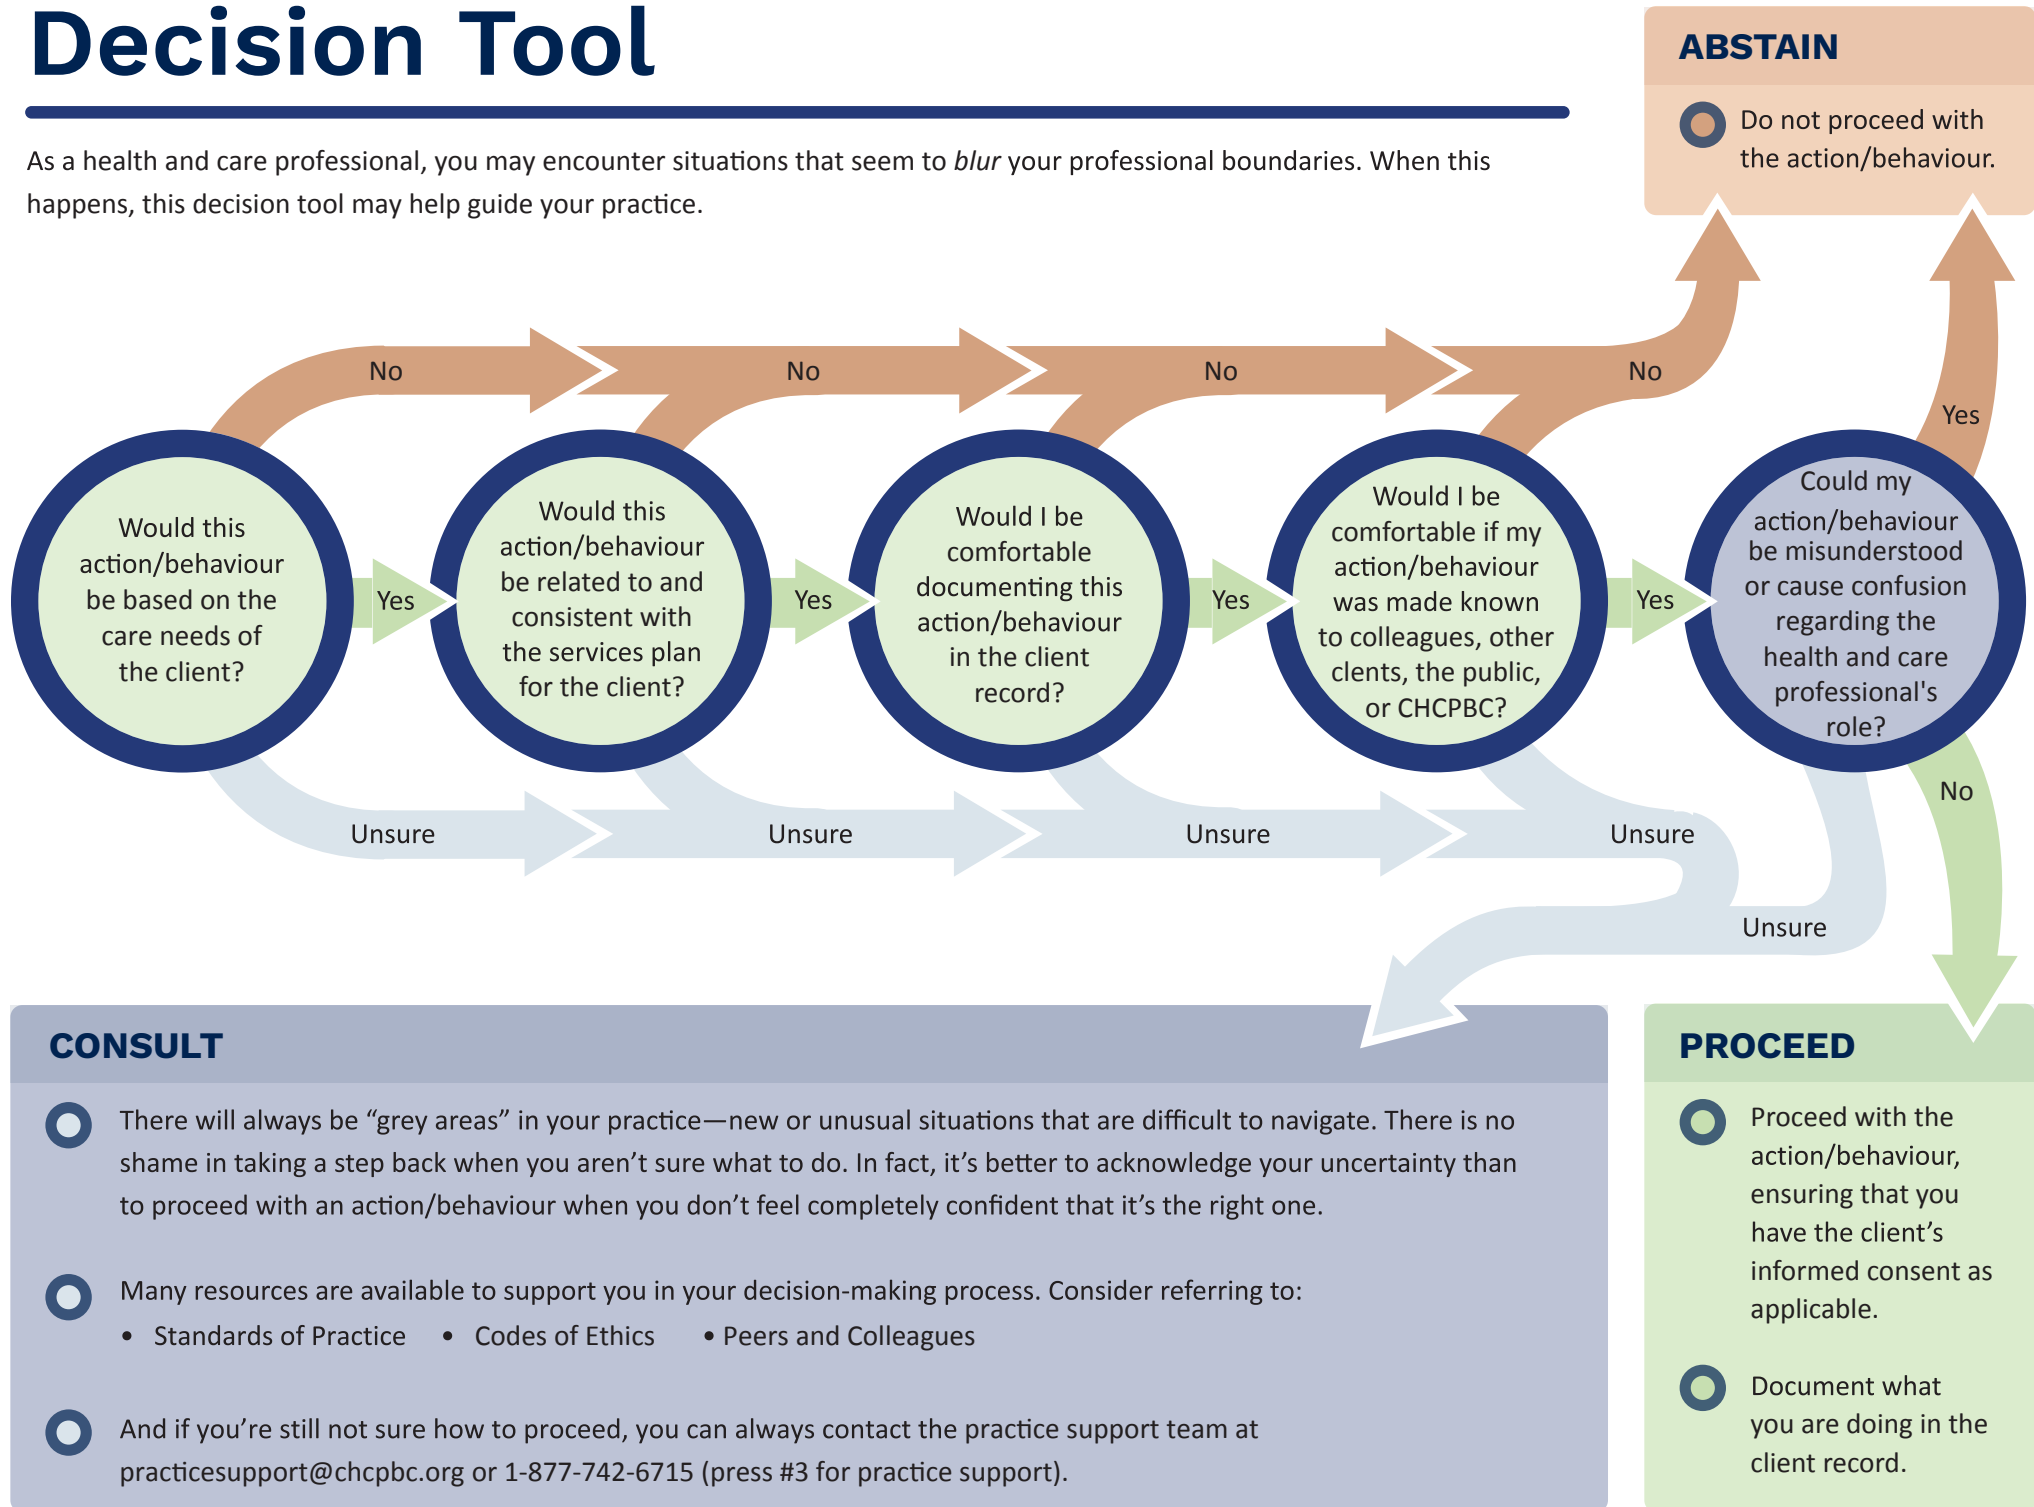 Decision Tool
As a health and care professional, you may encounter situations that seem to blur your professional boundaries. When this
happens, this decision tool may help guide your practice.
ABSTAIN
Do not proceed with
the action/behaviour.
No
No
No
No
Yes
Would this
action/behaviour
be based on the
care needs of
the client?
Yes
Would this
action/behaviour
be related to and
consistent with
the services plan
for the client?
Yes
Would I be
comfortable
documenting this
action/behaviour
in the client
record?
Yes
Would I be
comfortable if my
action/behaviour
was made known
to colleagues, other
clents, the public,
or CHCPBC?
Yes
Could my
action/behaviour
be misunderstood
or cause confusion
regarding the
health and care
professional's
role?
No
Unsure
Unsure
Unsure
Unsure
Unsure
CONSULT
There will always be “grey areas” in your practice—new or unusual situations that are difficult to navigate. There is no
shame in taking a step back when you aren’t sure what to do. In fact, it’s better to acknowledge your uncertainty than
to proceed with an action/behaviour when you don’t feel completely confident that it’s the right one.
Many resources are available to support you in your decision-making process. Consider referring to:
• Standards of Practice • Codes of Ethics • Peers and Colleagues
And if you’re still not sure how to proceed, you can always contact the practice support team at
practicesupport@chcpbc.org or 1-877-742-6715 (press #3 for practice support).
PROCEED
Proceed with the
action/behaviour,
ensuring that you
have the client’s
informed consent as
applicable.
Document what
you are doing in the
client record.